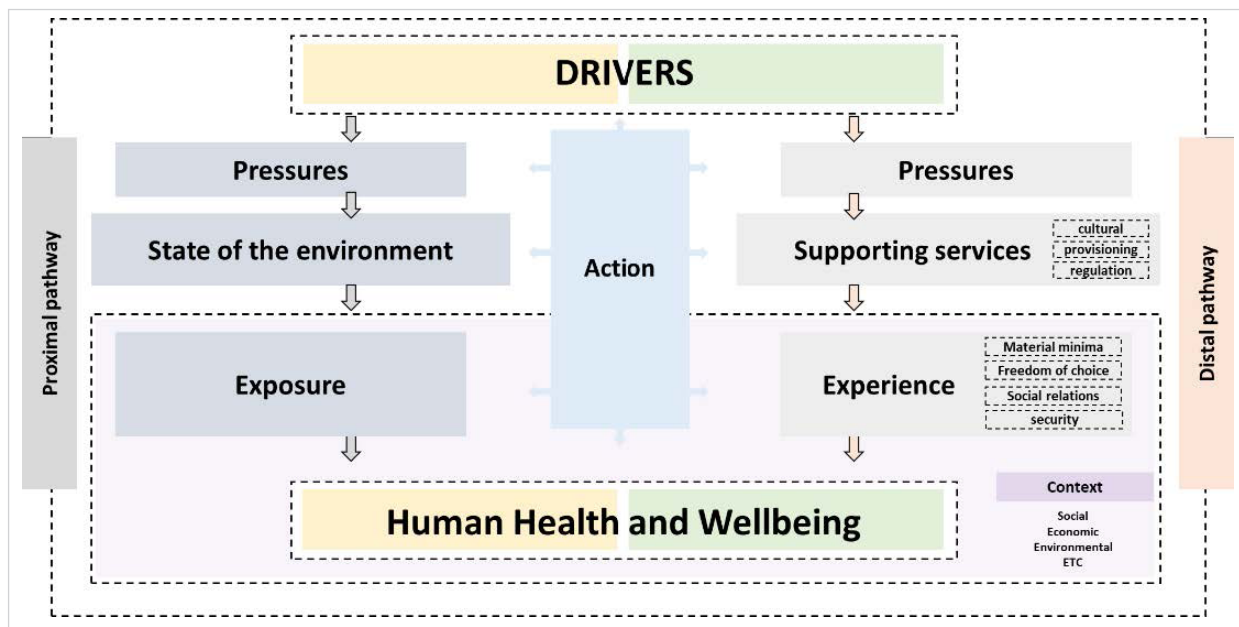 DRIVERS
Pressures
Pressures
State of the environment
Supporting services
cultural
provisioning
regulation
Action
Proximal pathway
Distal pathway
Exposure
Experience
Material minima
Freedom of choice
Social relations
security
Context
Social
Economic
Environmental
ETC
Human Health and Wellbeing